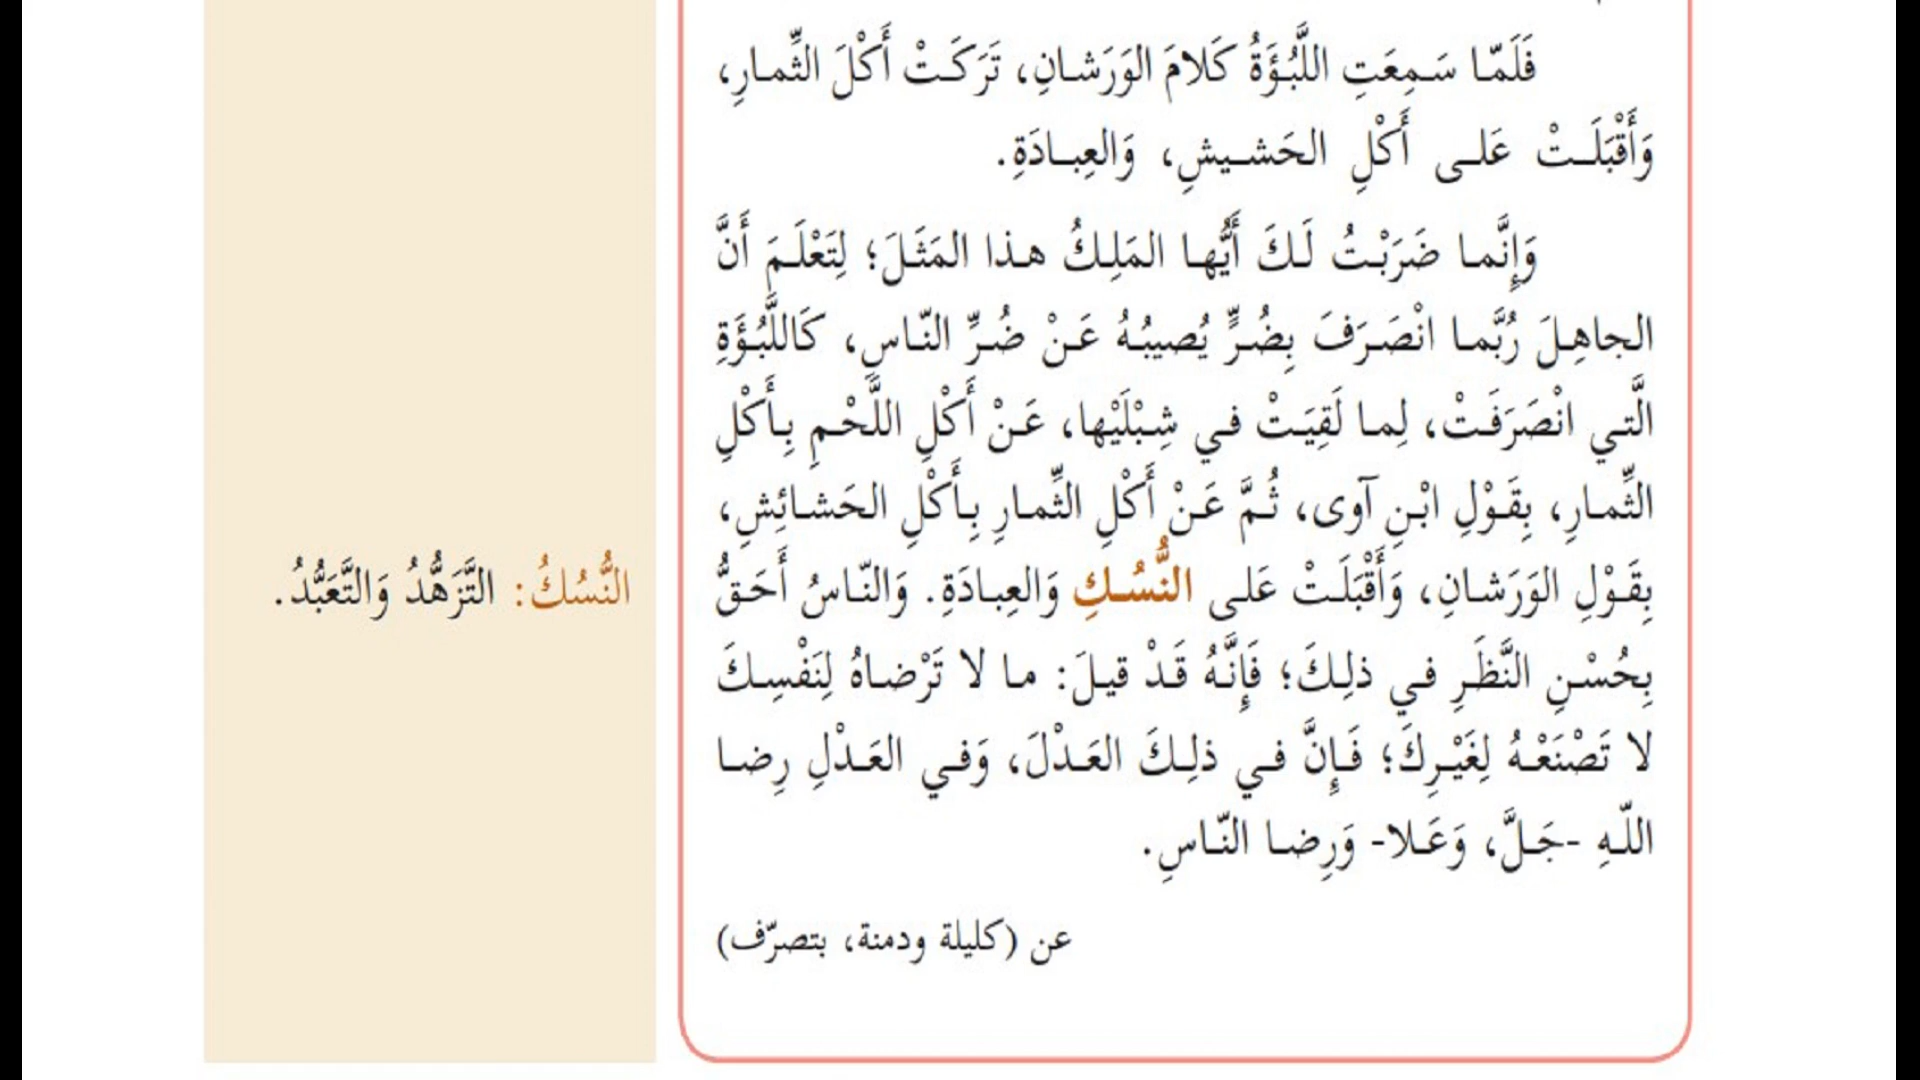 فَلَمّا سَمِعَتِ اللَّبُؤَةُ كَلامَ الوَرَشانِ، تَرَكَتْ أَكْلَ الثِّمارِ،
وَأَقْبَلَتْ عَلى أَكْلِ الحَشيشِ، وَالعِبادَةِ.
وَإِنَّما ضَرَبْتُ لَكَ أَيُّها المَلِكُ هذا المَثَلَ؛ لِتَعْلَمَ أَنَّ
الجاهِلَ رُبَّما انْصَرَفَ بِضُرٍّ يُصيبُهُ عَنْ ضُرِّ النّاسِ، كَاللَّبُؤَةِ
الَّتي انْصَرَفَتْ، لِما لَقِيَتْ في شِبْلَيْها، عَنْ أَكْلِ اللَّحْمِ بِأَكْلِ
الثِّمارِ، بِقَوْلِ ابْنِ آوى، ثُمَّ عَنْ أَكْلِ الثِّمارِ بِأَكْلِ الحَشائِشِ،
بِقَوْلِ الوَرَشانِ، وَأَقْبَلَتْ عَلى النُّسُكِ وَالعِبادَةِ. وَالنّاسُ أَحَقُّ
بِحُسْنِ النَّظَرِ في ذلِكَ؛ فَإِنَّهُ قَدْ قيلَ: ما لا تَرْضاهُ لِنَفْسِكَ
لا تَصْنَعْهُ لِغَيْرِكَ؛ فَإِنَّ في ذلِكَ العَدْلَ، وَفي العَدْلِ رِضا
اللّهِ -جَلَّ، وَعَلا- وَرِضا النّاسِ.
عن (كليلة ودمنة، بتصرّف)
النُّسُكُ: التَّزَهُّدُ وَالتَّعَبُّدُ.